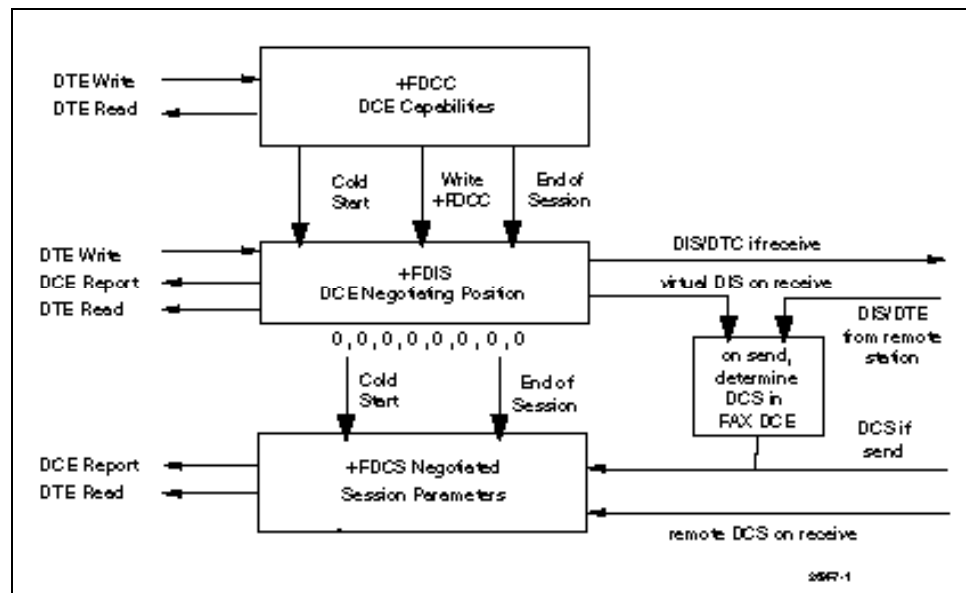 +FDCC
DCE Capabilities
DTE Write
DTE Read
Cold
Start
Write
+FDCC
End of
Session
DTE Write
DCE Report
DTE Read
+FDIS
DCE Negotiating Position
DIS/DTC if receive
virtual DIS on receive
0,0,0,0,0,0,0,0
DIS/DTE
from remote
station
on send,
determine
DCS in
FAX DCE
Cold
Start
End of
Session
DCS if
send
DCE Report
DTE Read
+FDCS Negotiated
Session Parameters
remote DCS on receive